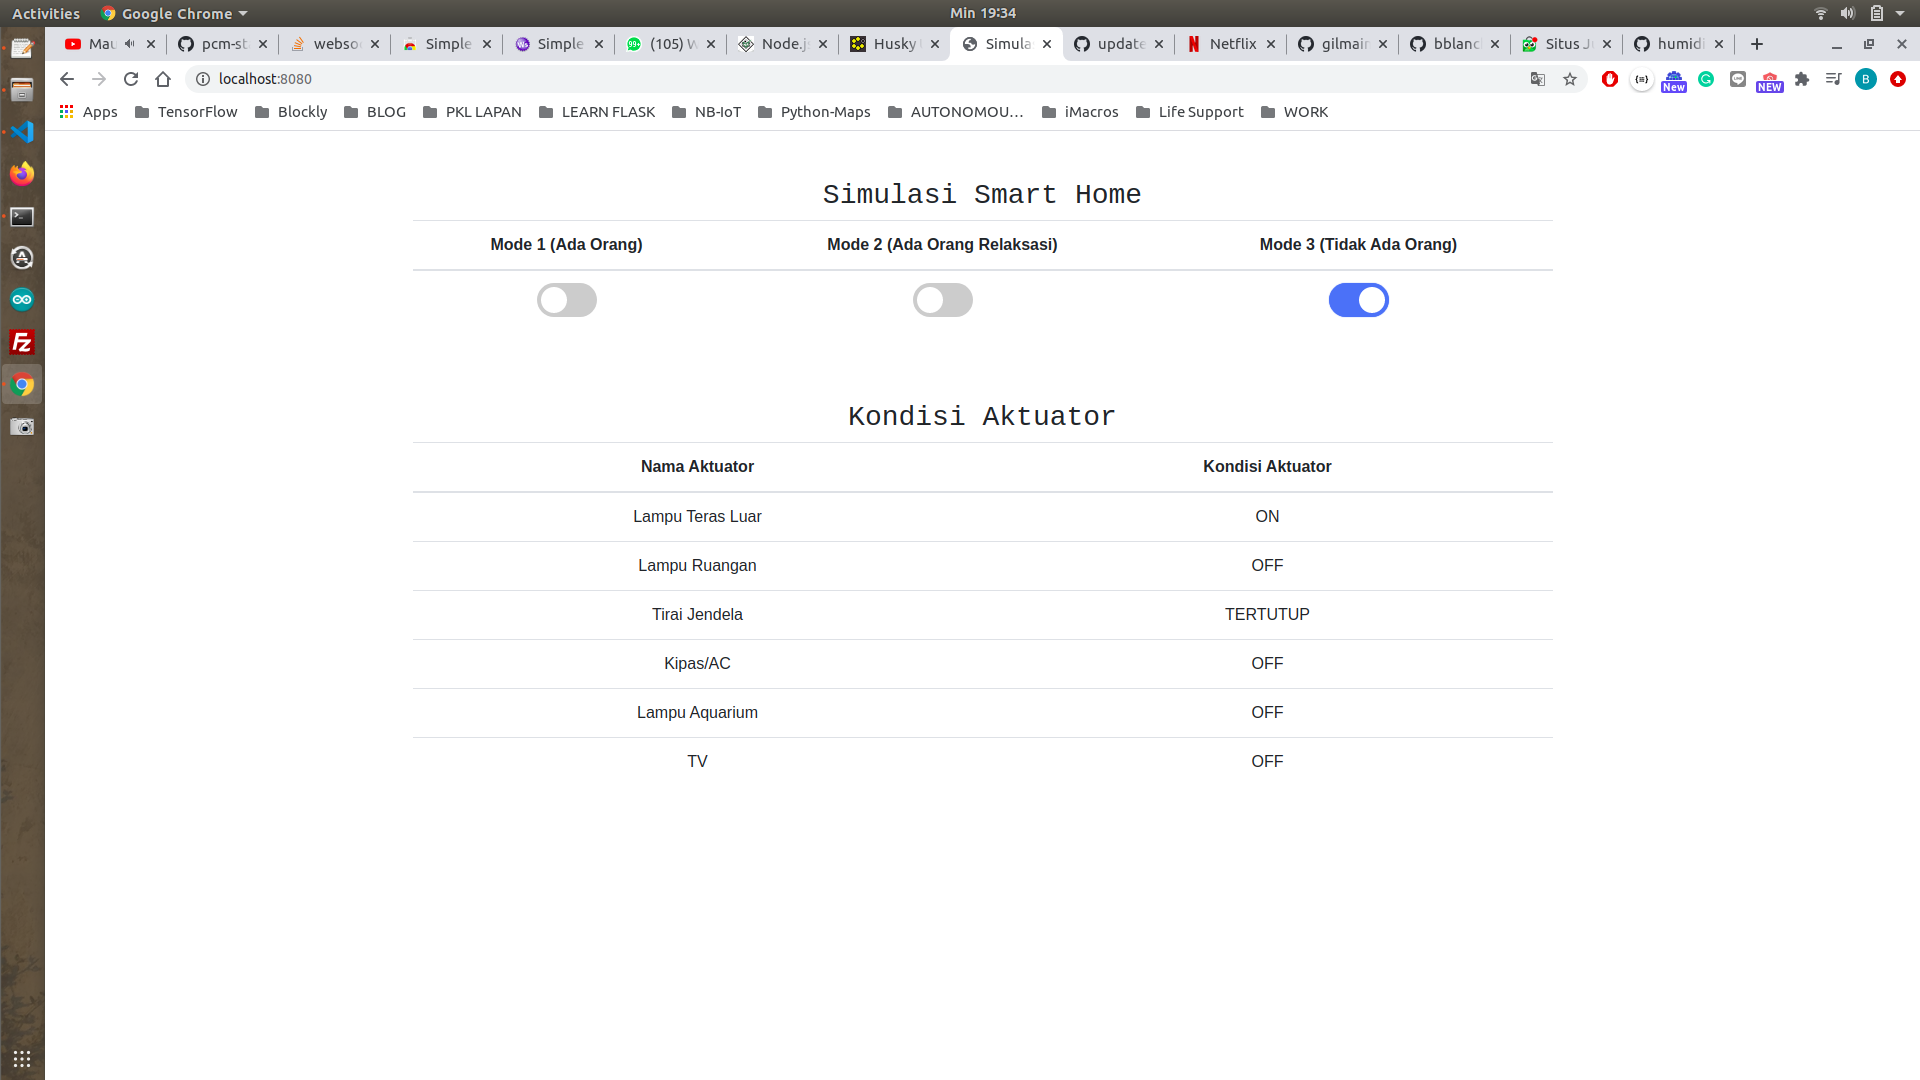 Activities Google Chrome Min 19:34
Mau pcm-st webso Simple Simple (105) W Node.js Husky Simula update Netflix gilmair bblanc Situs J humidi
localhost:8080 New NEW B
Apps TensorFlow Blockly BLOG PKL LAPAN LEARN FLASK NB-IoT Python-Maps AUTONOMOU… iMacros Life Support WORK
Simulasi Smart Home
Mode 1 (Ada Orang) Mode 2 (Ada Orang Relaksasi) Mode 3 (Tidak Ada Orang)
Kondisi Aktuator
Nama Aktuator Kondisi Aktuator
Lampu Teras Luar ON
Lampu Ruangan OFF
Tirai Jendela TERTUTUP
Kipas/AC OFF
Lampu Aquarium OFF
TV OFF